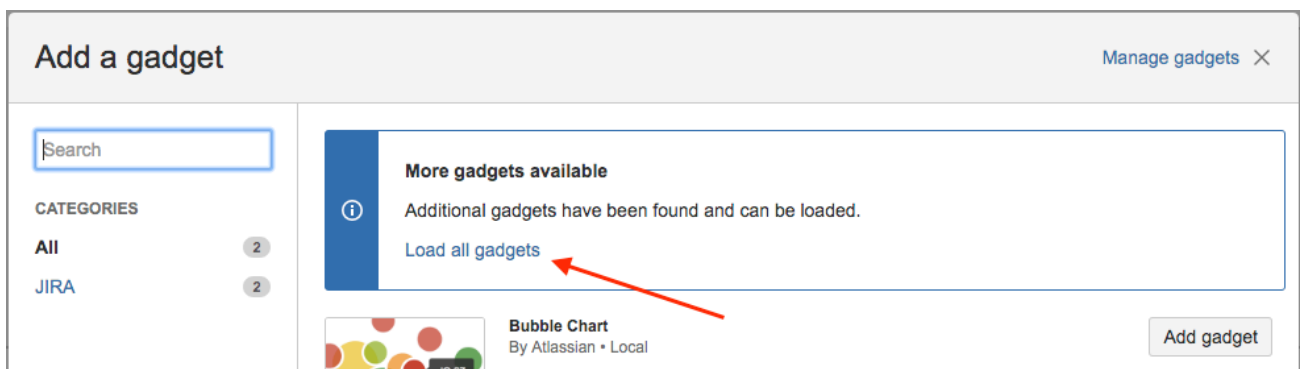 Add a gadget
Manage gadgets
Search
CATEGORIES
All 2
JIRA 2
More gadgets available
Additional gadgets have been found and can be loaded.
Load all gadgets
Bubble Chart
By Atlassian • Local
Add gadget